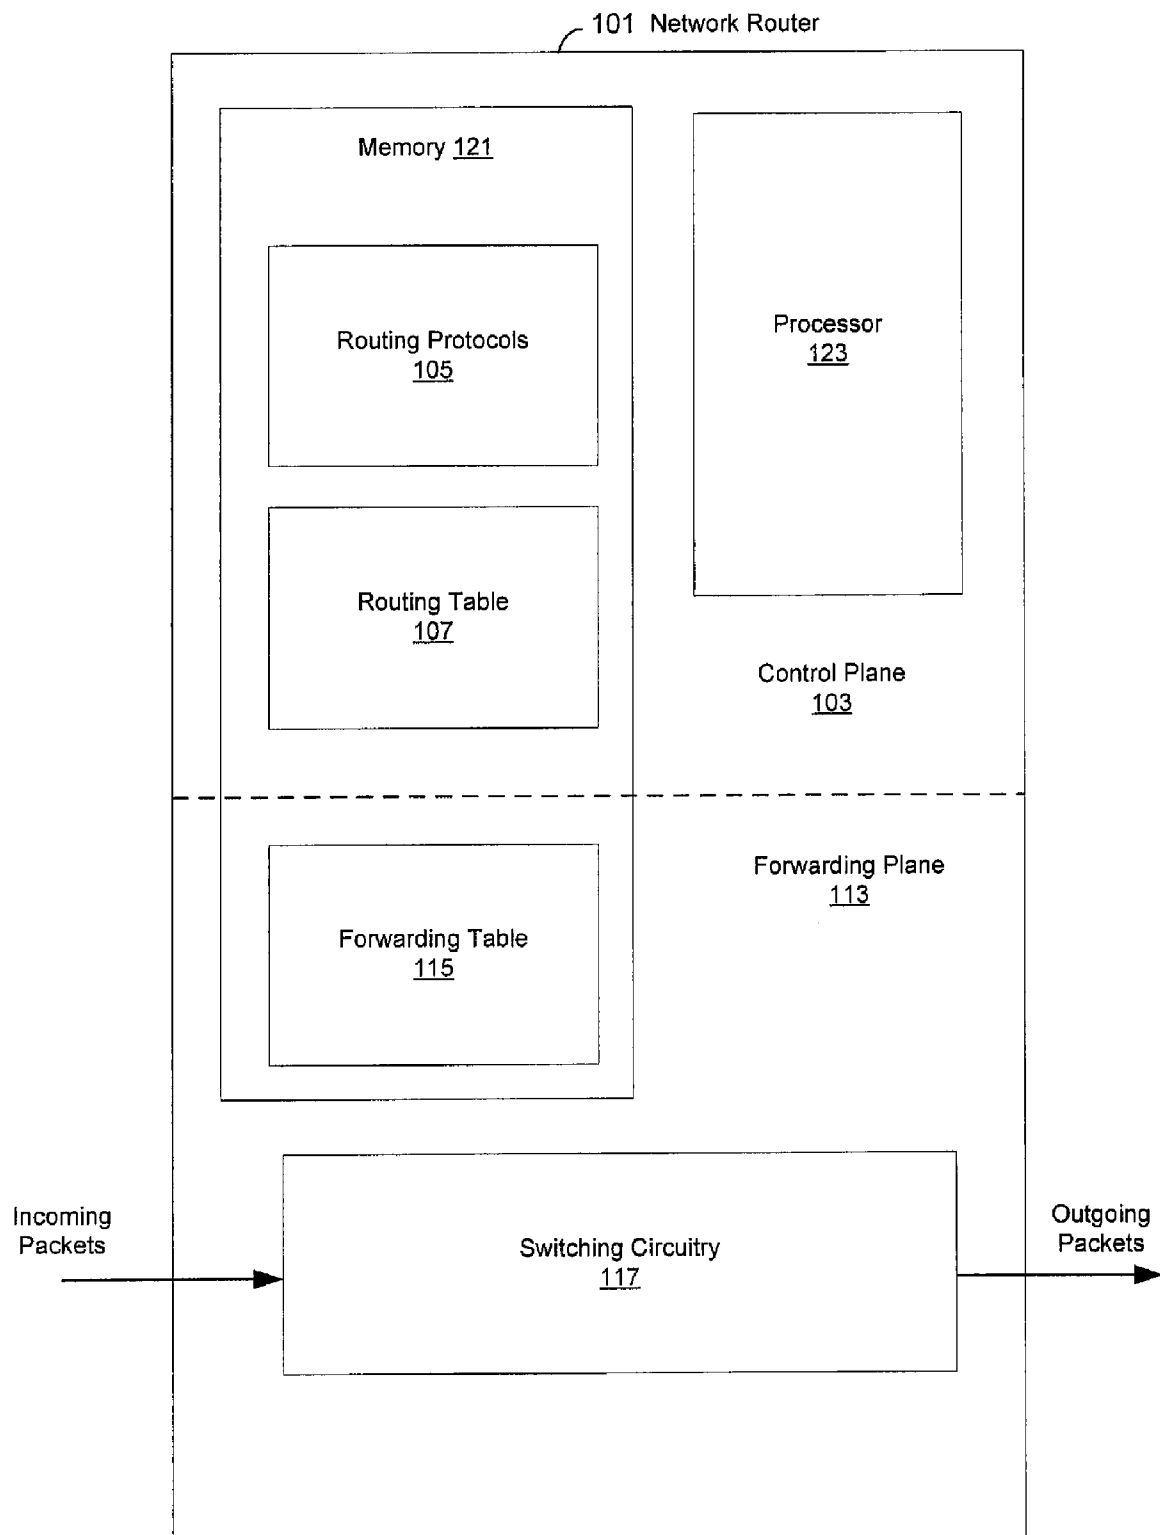 101 Network Router
Memory 121
Routing Protocols
105
Processor
123
Routing Table
107
Control Plane
103
Forwarding Plane
113
Forwarding Table
115
Incoming
Packets
Switching Circuitry
117
Outgoing
Packets